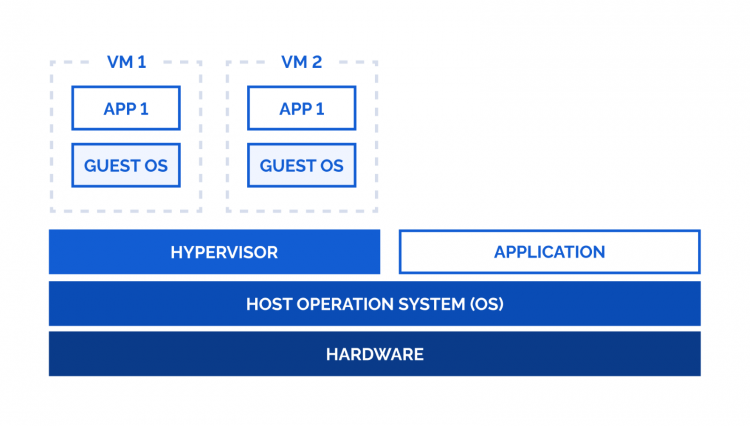 VM 1
VM 2
APP 1
APP 1
GUEST OS
GUEST OS
HYPERVISOR
APPLICATION
HOST OPERATION SYSTEM (OS)
HARDWARE